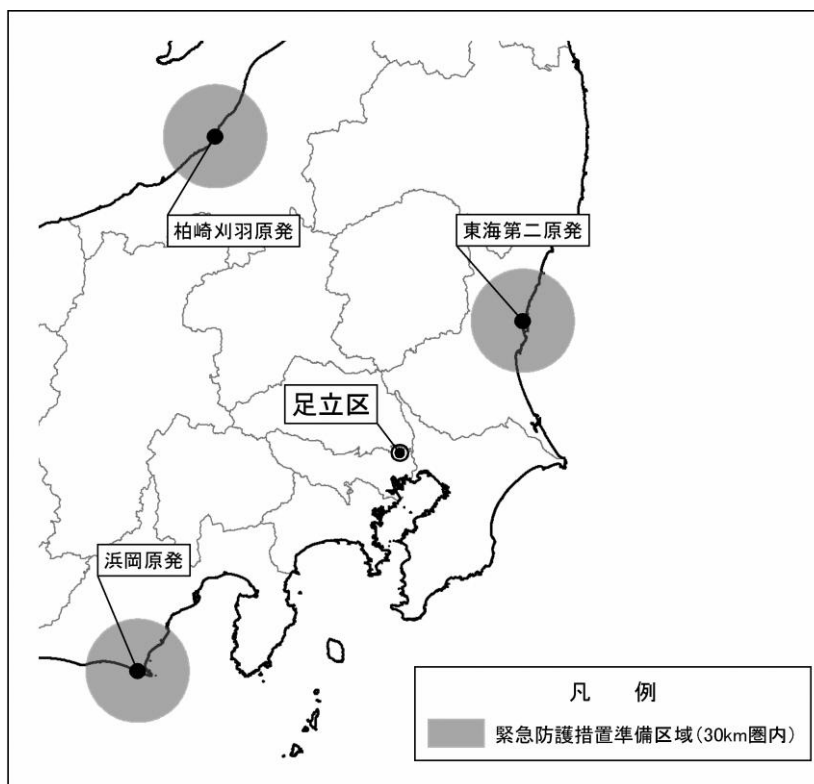 柏崎刈羽原発
東海第二原発
足立区
浜岡原発
凡　例
緊急防護措置準備区域（30km圏内）